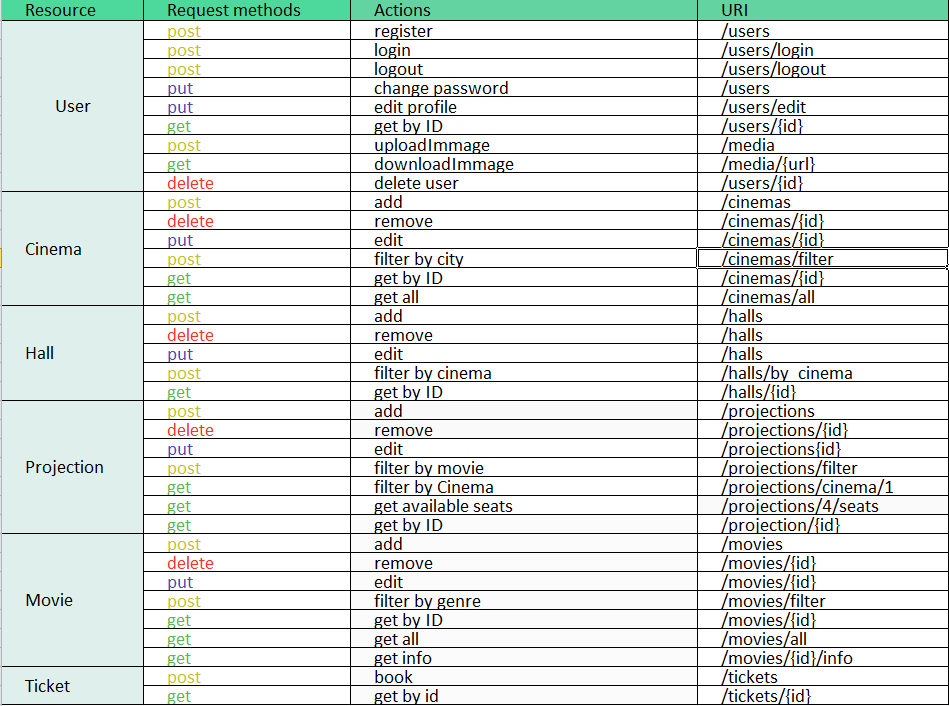 Resource Request methods Actions URI
User
post register /users
post login /users/login
post logout /users/logout
put change password /users
put edit profile /users/edit
get get by ID /users/{id}
post uploadImmage /media
get downloadImmage /media/{url}
delete delete user /users/{id}
Cinema
post add /cinemas
delete remove /cinemas/{id}
put edit /cinemas/{id}
post filter by city /cinemas/filter
get get by ID /cinemas/{id}
get get all /cinemas/all
Hall
post add /halls
delete remove /halls
put edit /halls
post filter by cinema /halls/by_cinema
get get by ID /halls/{id}
Projection
post add /projections
delete remove /projections/{id}
put edit /projections{id}
post filter by movie /projections/filter
get filter by Cinema /projections/cinema/1
get get available seats /projections/4/seats
get get by ID /projection/{id}
Movie
post add /movies
delete remove /movies/{id}
put edit /movies/{id}
post filter by genre /movies/filter
get get by ID /movies/{id}
get get all /movies/all
get get info /movies/{id}/info
Ticket
post book /tickets
get get by id /tickets/{id}